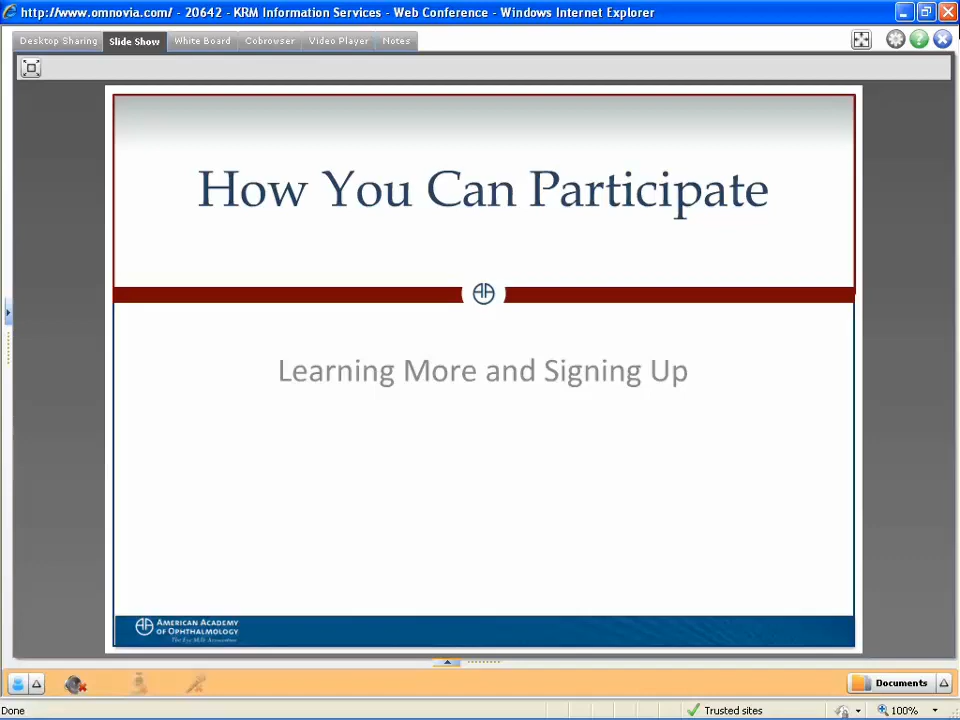 http://www.omnovia.com/ - 20642 - KRM Information Services - Web Conference - Windows Internet Explorer
Desktop Sharing Slide Show White Board Cobrowser Video Player Notes
How You Can Participate
Learning More and Signing Up
AMERICAN ACADEMY
OF OPHTHALMOLOGY
The Eye M.D. Association
Documents
Done Trusted sites 100%